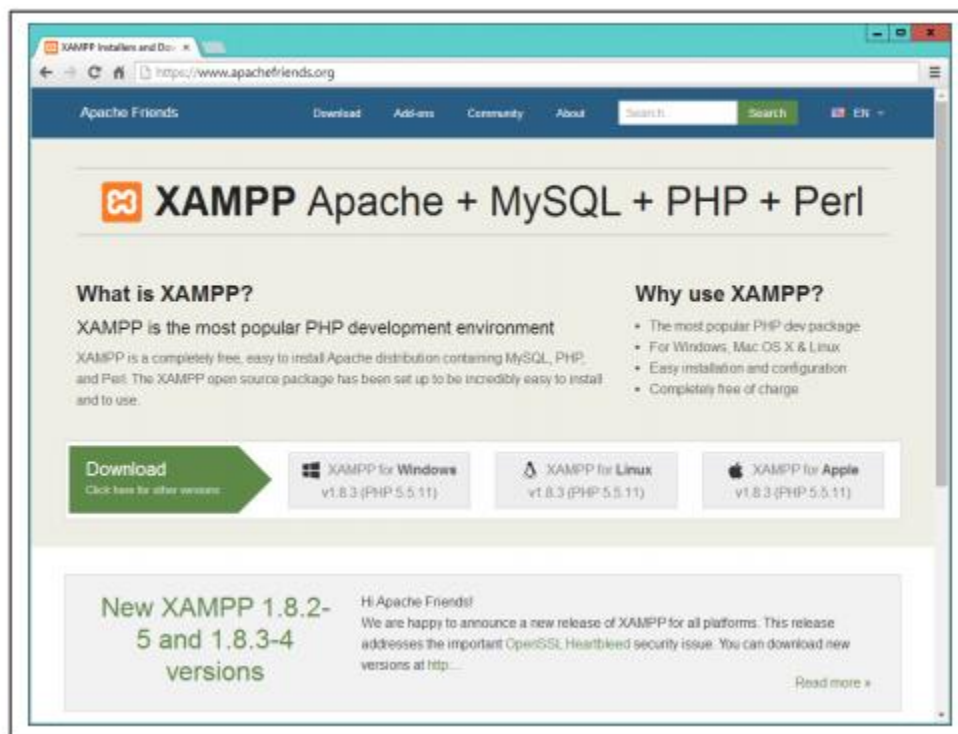 XAMPP Installers and Dov
https://www.apachefriends.org
Apache Friends Download Add-ons Community About Search... Search EN
XAMPP Apache + MySQL + PHP + Perl
What is XAMPP?
XAMPP is the most popular PHP development environment
XAMPP is a completely free, easy to install Apache distribution containing MySQL, PHP,
and Perl. The XAMPP open source package has been set up to be incredibly easy to install
and to use.
Why use XAMPP?
• The most popular PHP dev package
• For Windows, Mac OS X & Linux
• Easy installation and configuration
• Completely free of charge
Download
Click here for other versions
XAMPP for Windows
v1.8.3 (PHP 5.5.11)
XAMPP for Linux
v1.8.3 (PHP 5.5.11)
XAMPP for Apple
v1.8.3 (PHP 5.5.11)
New XAMPP 1.8.2-
5 and 1.8.3-4
versions
Hi Apache Friends!
We are happy to announce a new release of XAMPP for all platforms. This release
addresses the important OpenSSL Heartbleed security issue. You can download new
versions at http:...
Read more »